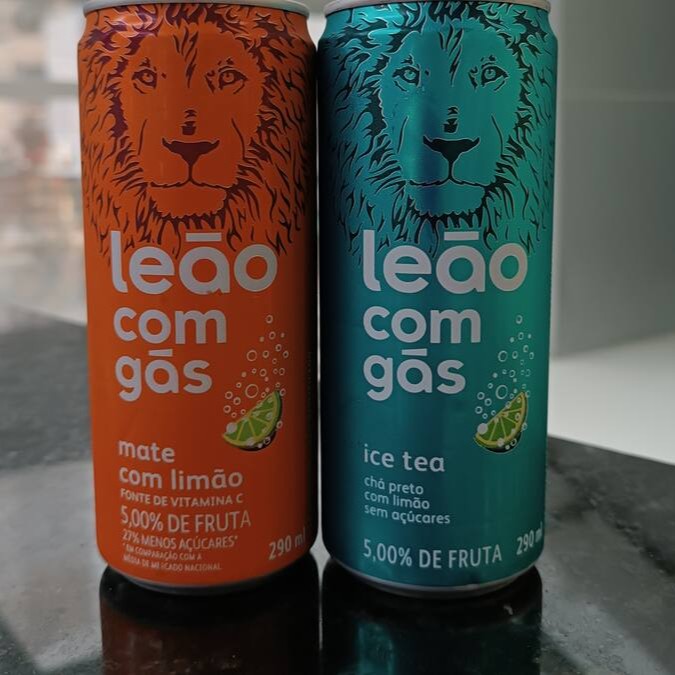 leão
com
gás
mate
com limão
FONTE DE VITAMINA C
5,00% DE FRUTA
27% MENOS AÇÚCARES*
*EM COMPARAÇÃO COM A
MÉDIA DE MERCADO NACIONAL
290 ml
leão
com
gás
ice tea
chá preto
com limão
sem açúcares
5,00% DE FRUTA
290 ml